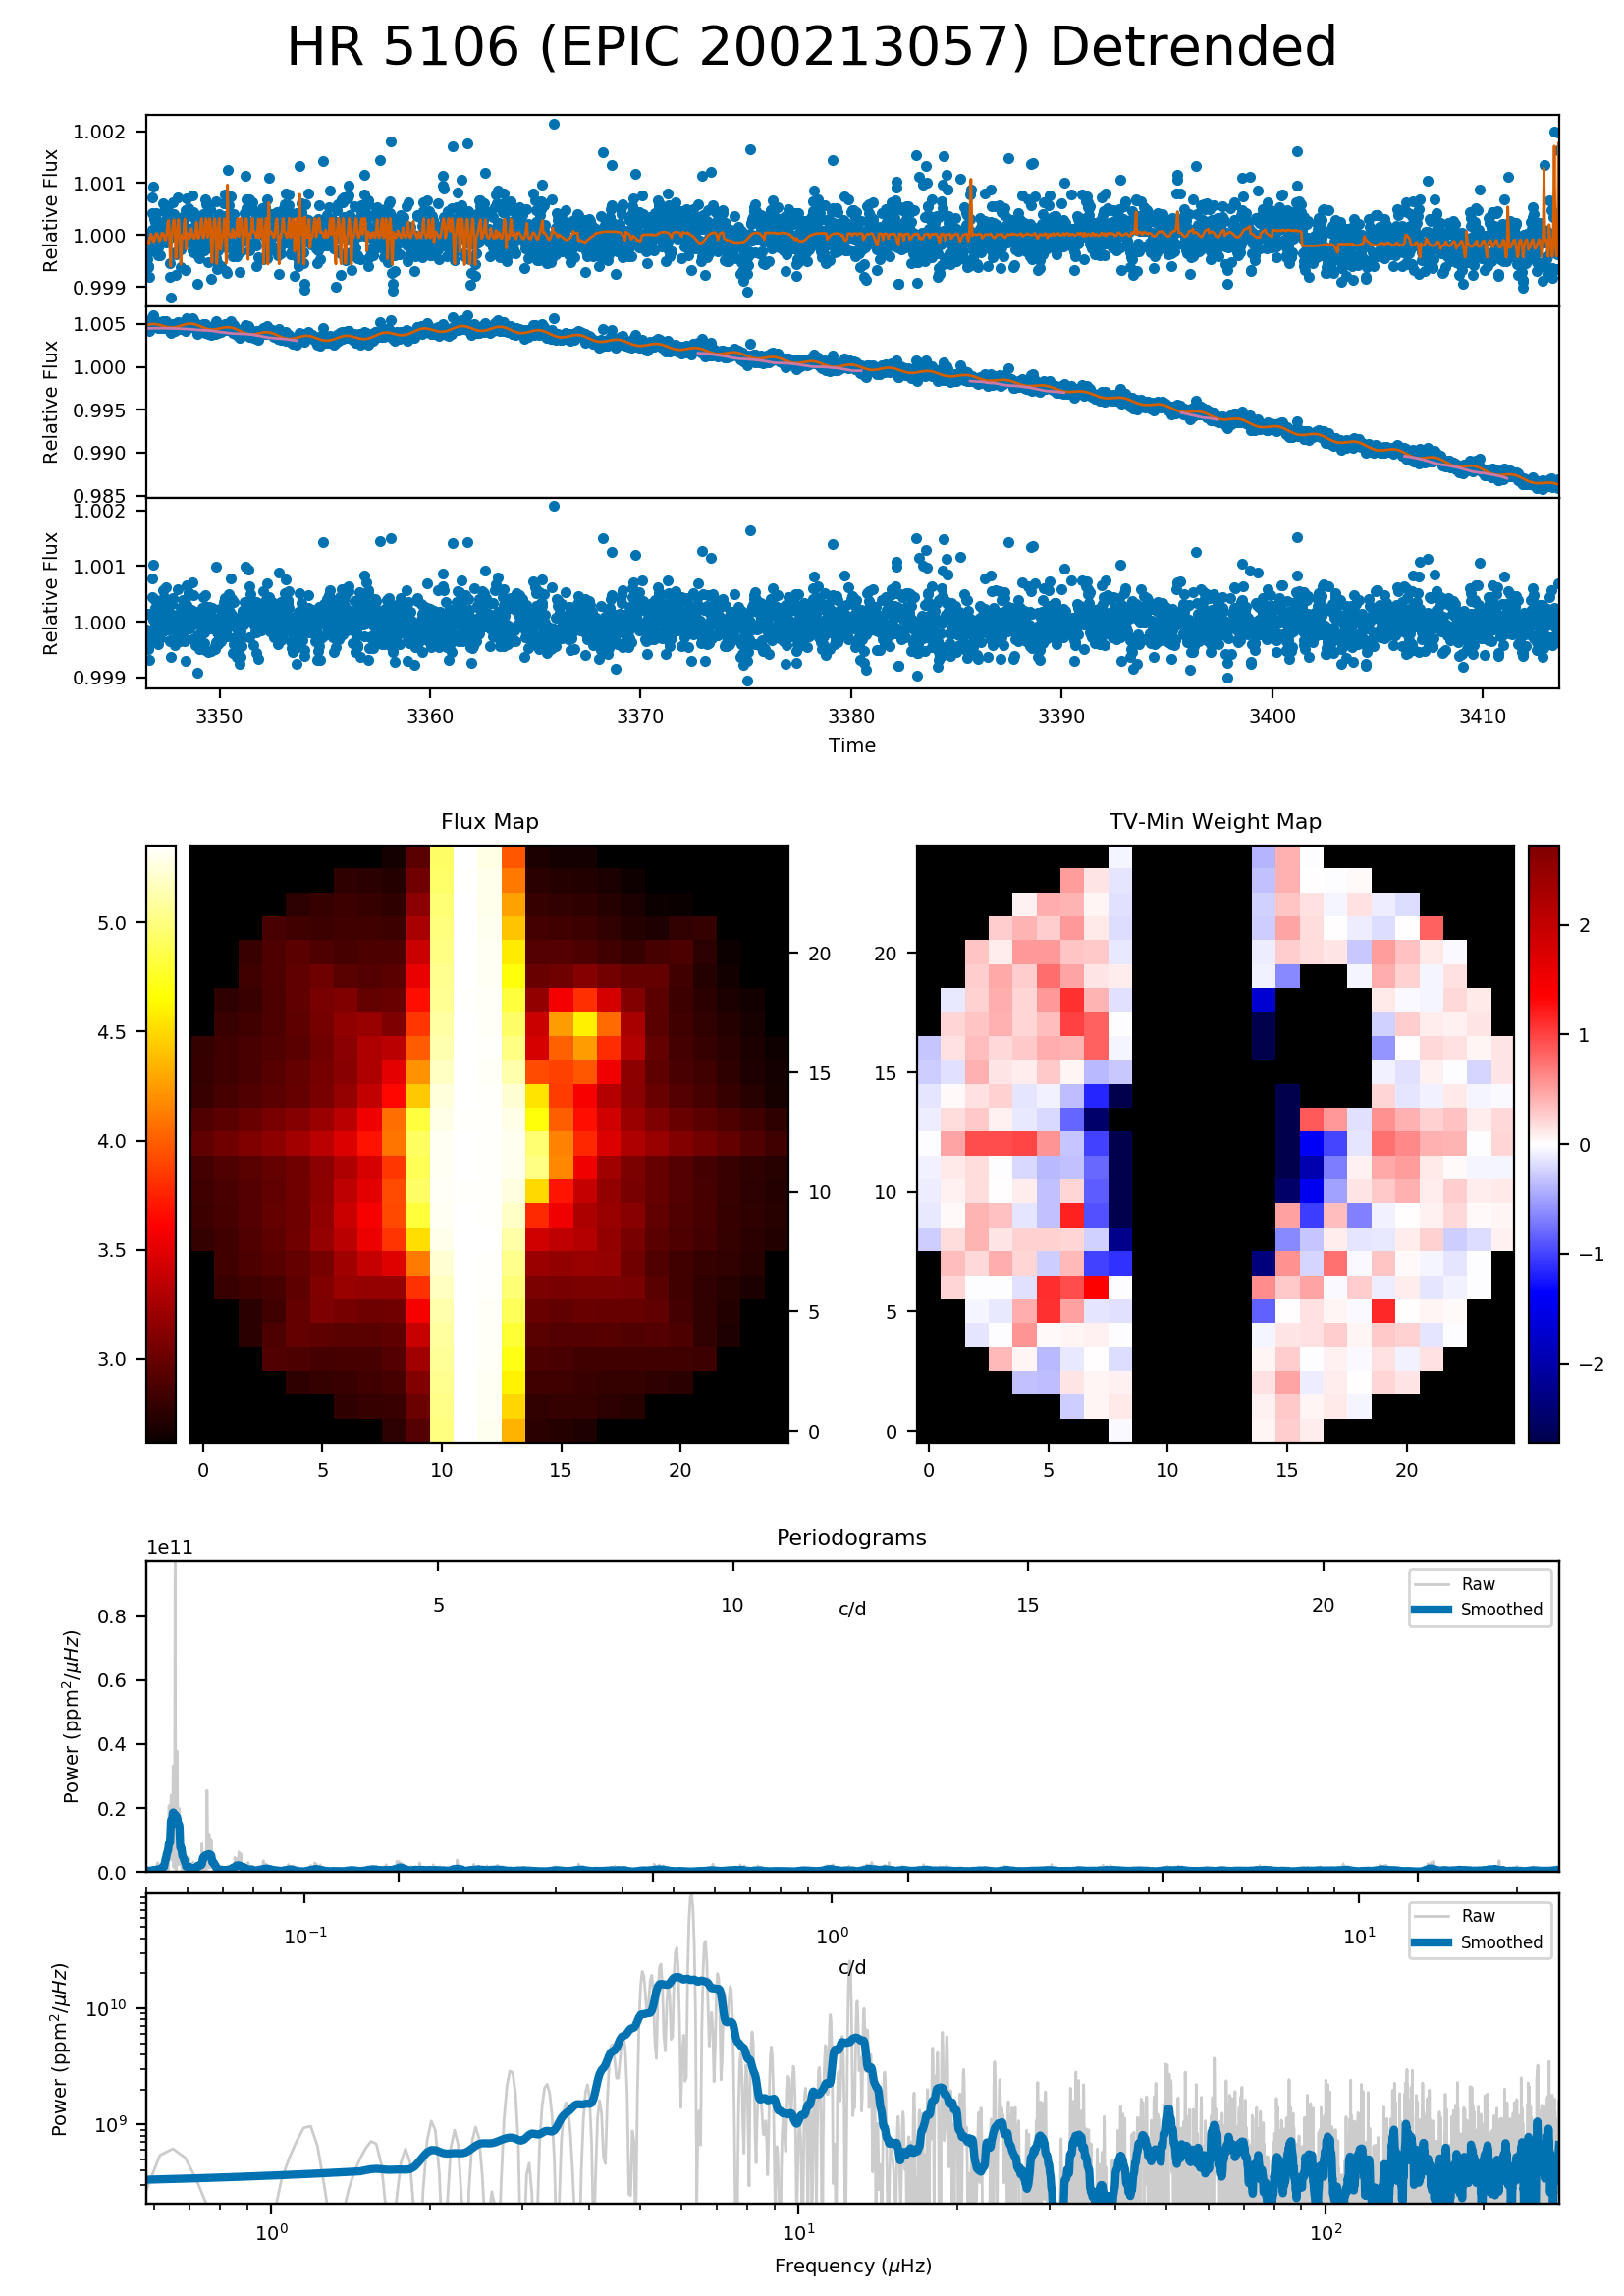 HR 5106 (EPIC 200213057) Detrended
1.002
1.001
1.000
0.999
Relative Flux
1.005
1.000
0.995
0.990
0.985
Relative Flux
1.002
1.001
1.000
0.999
Relative Flux
3350 3360 3370 3380 3390 3400 3410
Time
Flux Map
5.0
4.5
4.0
3.5
3.0
20
15
10
5
0
0 5 10 15 20
TV-Min Weight Map
20
15
10
5
0
0 5 10 15 20
2
1
0
−1
−2
Periodograms
1e11
5 10 15 20
c/d
Raw
Smoothed
0.8
0.6
0.4
0.2
0.0
Power (ppm²/μHz)
10⁻¹ 10⁰ 10¹
c/d
Raw
Smoothed
10¹⁰
10⁹
Power (ppm²/μHz)
10⁰ 10¹ 10²
Frequency (μHz)